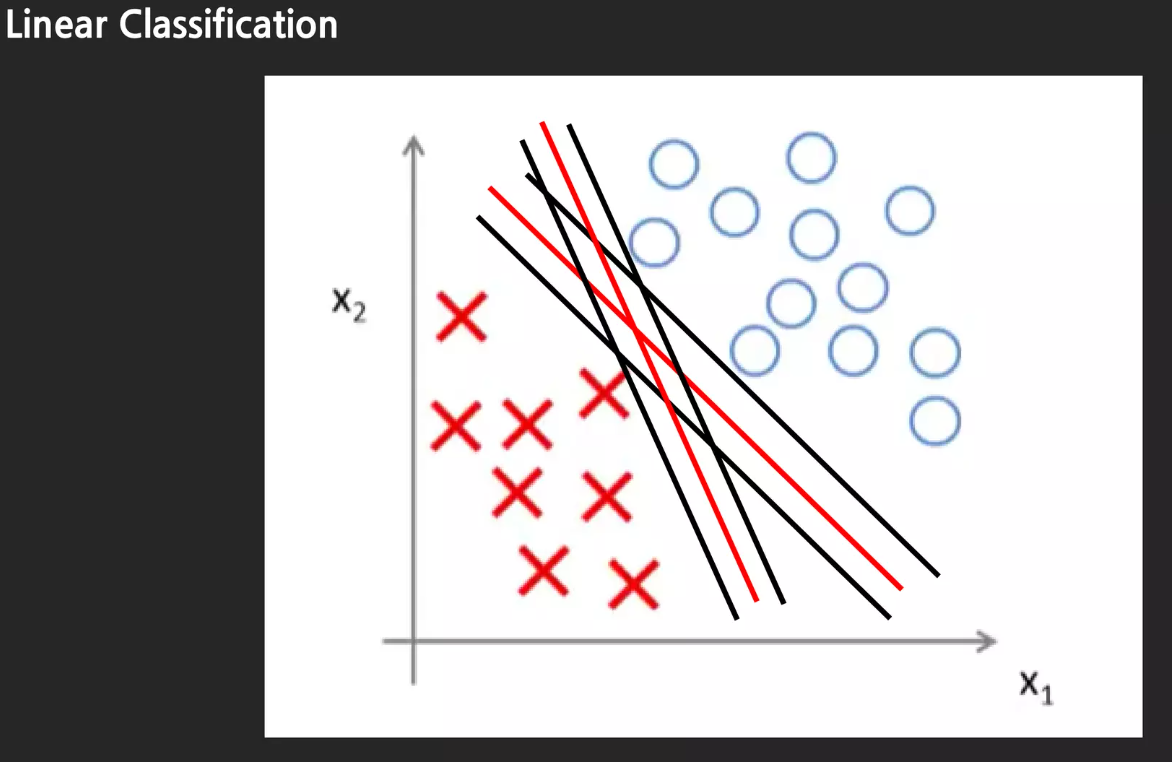 Linear Classification
x₂
x₁